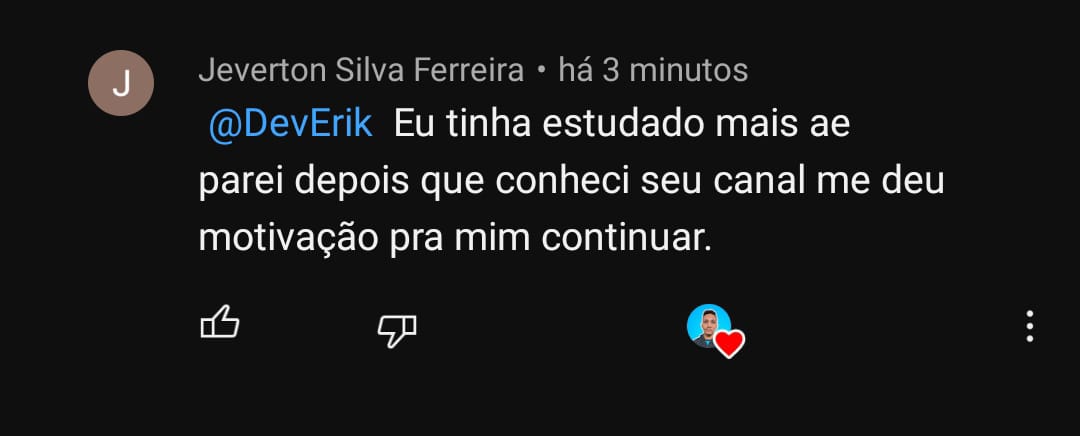 J
Jeverton Silva Ferreira • há 3 minutos
@DevErik Eu tinha estudado mais ae
parei depois que conheci seu canal me deu
motivação pra mim continuar.